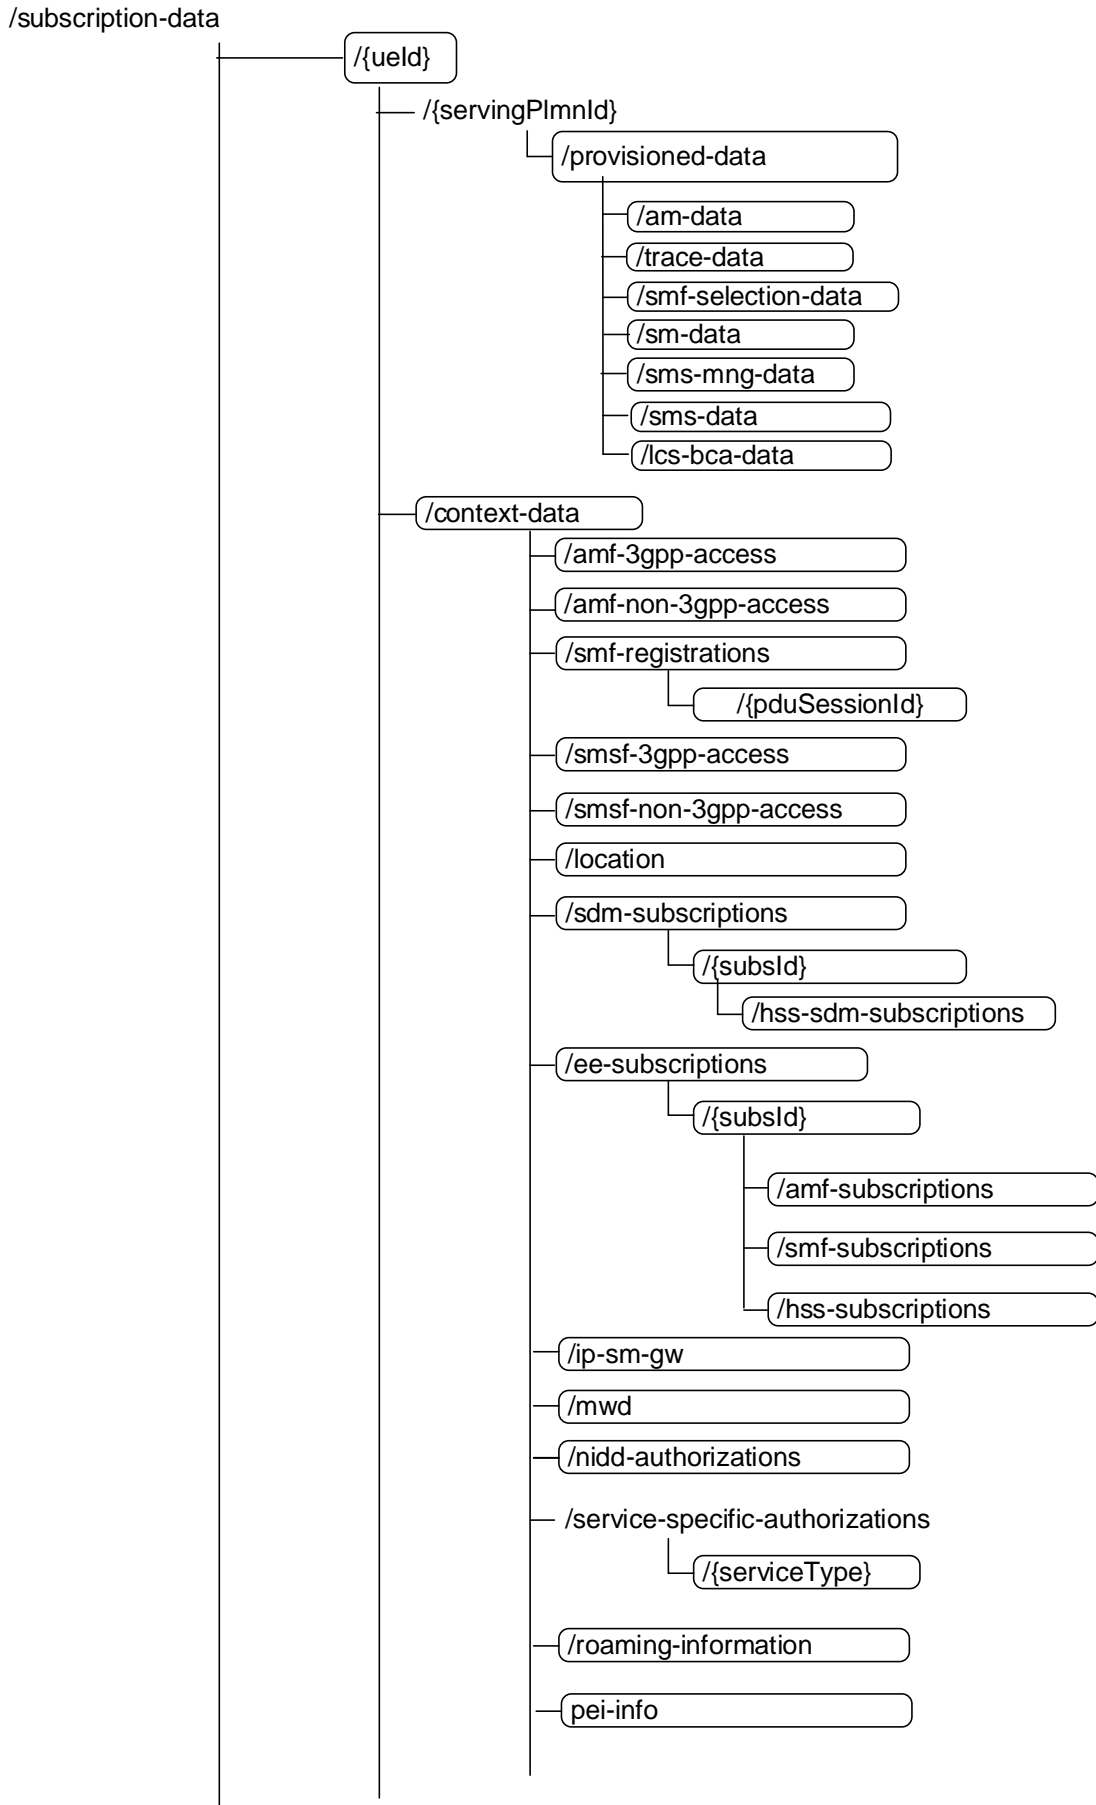 /subscription-data
/{ueId}
/{servingPlmnId}
/provisioned-data
/am-data
/trace-data
/smf-selection-data
/sm-data
/sms-mng-data
/sms-data
/lcs-bca-data
/context-data
/amf-3gpp-access
/amf-non-3gpp-access
/smf-registrations
/{pduSessionId}
/smsf-3gpp-access
/smsf-non-3gpp-access
/location
/sdm-subscriptions
/{subsId}
/hss-sdm-subscriptions
/ee-subscriptions
/{subsId}
/amf-subscriptions
/smf-subscriptions
/hss-subscriptions
/ip-sm-gw
/mwd
/nidd-authorizations
/service-specific-authorizations
/{serviceType}
/roaming-information
pei-info